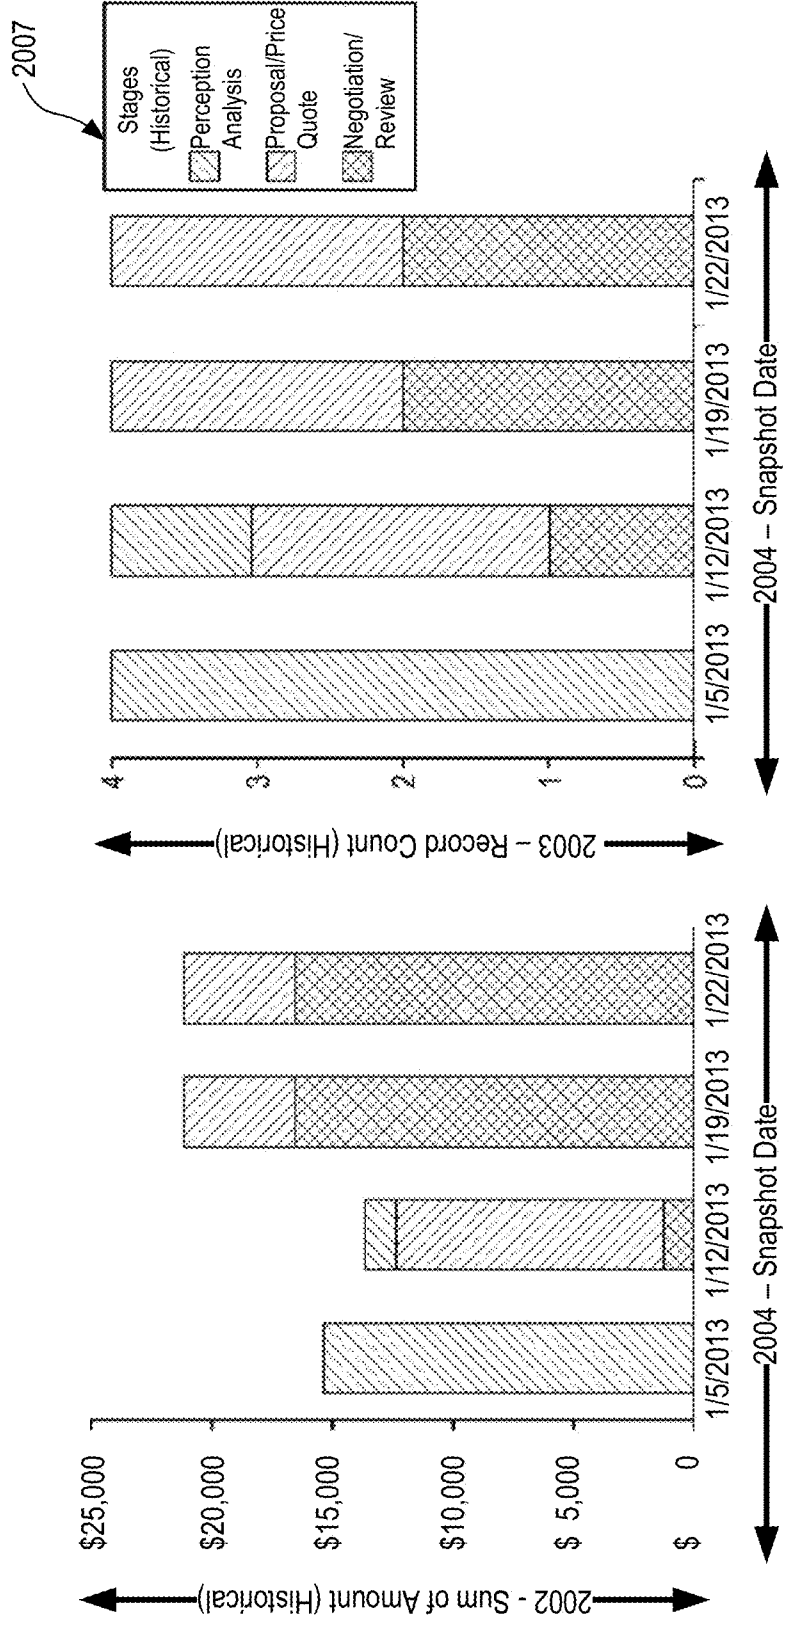 2007
Stages
(Historical)
Perception
Analysis
Proposal/Price
Quote
Negotiation/
Review
2002 - Sum of Amount (Historical)
$25,000
$20,000
$15,000
$10,000
$ 5,000
$ 0
1/5/2013
1/12/2013
1/19/2013
1/22/2013
2004 – Snapshot Date
2003 – Record Count (Historical)
4
3
2
1
0
1/5/2013
1/12/2013
1/19/2013
1/22/2013
2004 – Snapshot Date